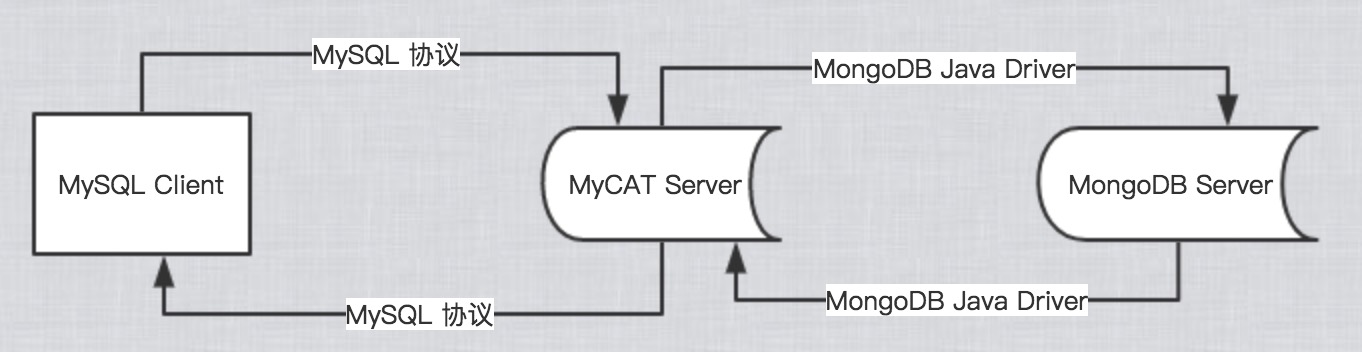 MySQL 协议
MongoDB Java Driver
MySQL Client
MyCAT Server
MongoDB Server
MongoDB Java Driver
MySQL 协议